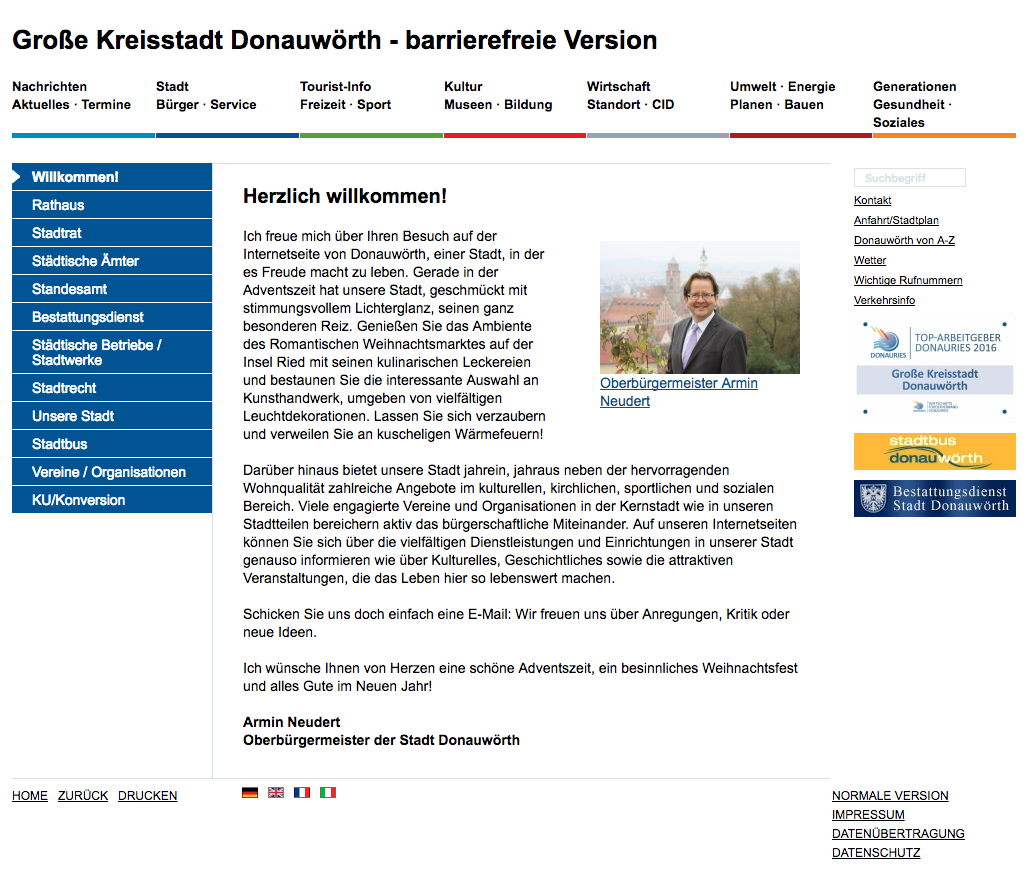 Große Kreisstadt Donauwörth - barrierefreie Version
Nachrichten
Aktuelles · Termine
Stadt
Bürger · Service
Tourist-Info
Freizeit · Sport
Kultur
Museen · Bildung
Wirtschaft
Standort · CID
Umwelt · Energie
Planen · Bauen
Generationen
Gesundheit ·
Soziales
Willkommen!
Rathaus
Stadtrat
Städtische Ämter
Standesamt
Bestattungsdienst
Städtische Betriebe /
Stadtwerke
Stadtrecht
Unsere Stadt
Stadtbus
Vereine / Organisationen
KU/Konversion
Herzlich willkommen!
Ich freue mich über Ihren Besuch auf der
Internetseite von Donauwörth, einer Stadt, in der
es Freude macht zu leben. Gerade in der
Adventszeit hat unsere Stadt, geschmückt mit
stimmungsvollem Lichterglanz, seinen ganz
besonderen Reiz. Genießen Sie das Ambiente
des Romantischen Weihnachtsmarktes auf der
Insel Ried mit seinen kulinarischen Leckereien
und bestaunen Sie die interessante Auswahl an
Kunsthandwerk, umgeben von vielfältigen
Leuchtdekorationen. Lassen Sie sich verzaubern
und verweilen Sie an kuscheligen Wärmefeuern!
Oberbürgermeister Armin
Neudert
Darüber hinaus bietet unsere Stadt jahrein, jahraus neben der hervorragenden
Wohnqualität zahlreiche Angebote im kulturellen, kirchlichen, sportlichen und sozialen
Bereich. Viele engagierte Vereine und Organisationen in der Kernstadt wie in unseren
Stadtteilen bereichern aktiv das bürgerschaftliche Miteinander. Auf unseren Internetseiten
können Sie sich über die vielfältigen Dienstleistungen und Einrichtungen in unserer Stadt
genauso informieren wie über Kulturelles, Geschichtliches sowie die attraktiven
Veranstaltungen, die das Leben hier so lebenswert machen.
Schicken Sie uns doch einfach eine E-Mail: Wir freuen uns über Anregungen, Kritik oder
neue Ideen.
Ich wünsche Ihnen von Herzen eine schöne Adventszeit, ein besinnliches Weihnachtsfest
und alles Gute im Neuen Jahr!
Armin Neudert
Oberbürgermeister der Stadt Donauwörth
Suchbegriff
Kontakt
Anfahrt/Stadtplan
Donauwörth von A-Z
Wetter
Wichtige Rufnummern
Verkehrsinfo
DONAURIES
TOP-ARBEITGEBER
DONAURIES 2016
Große Kreisstadt
Donauwörth
stadtbus
donauwörth
Bestattungsdienst
Stadt Donauwörth
HOME ZURÜCK DRUCKEN
NORMALE VERSION
IMPRESSUM
DATENÜBERTRAGUNG
DATENSCHUTZ